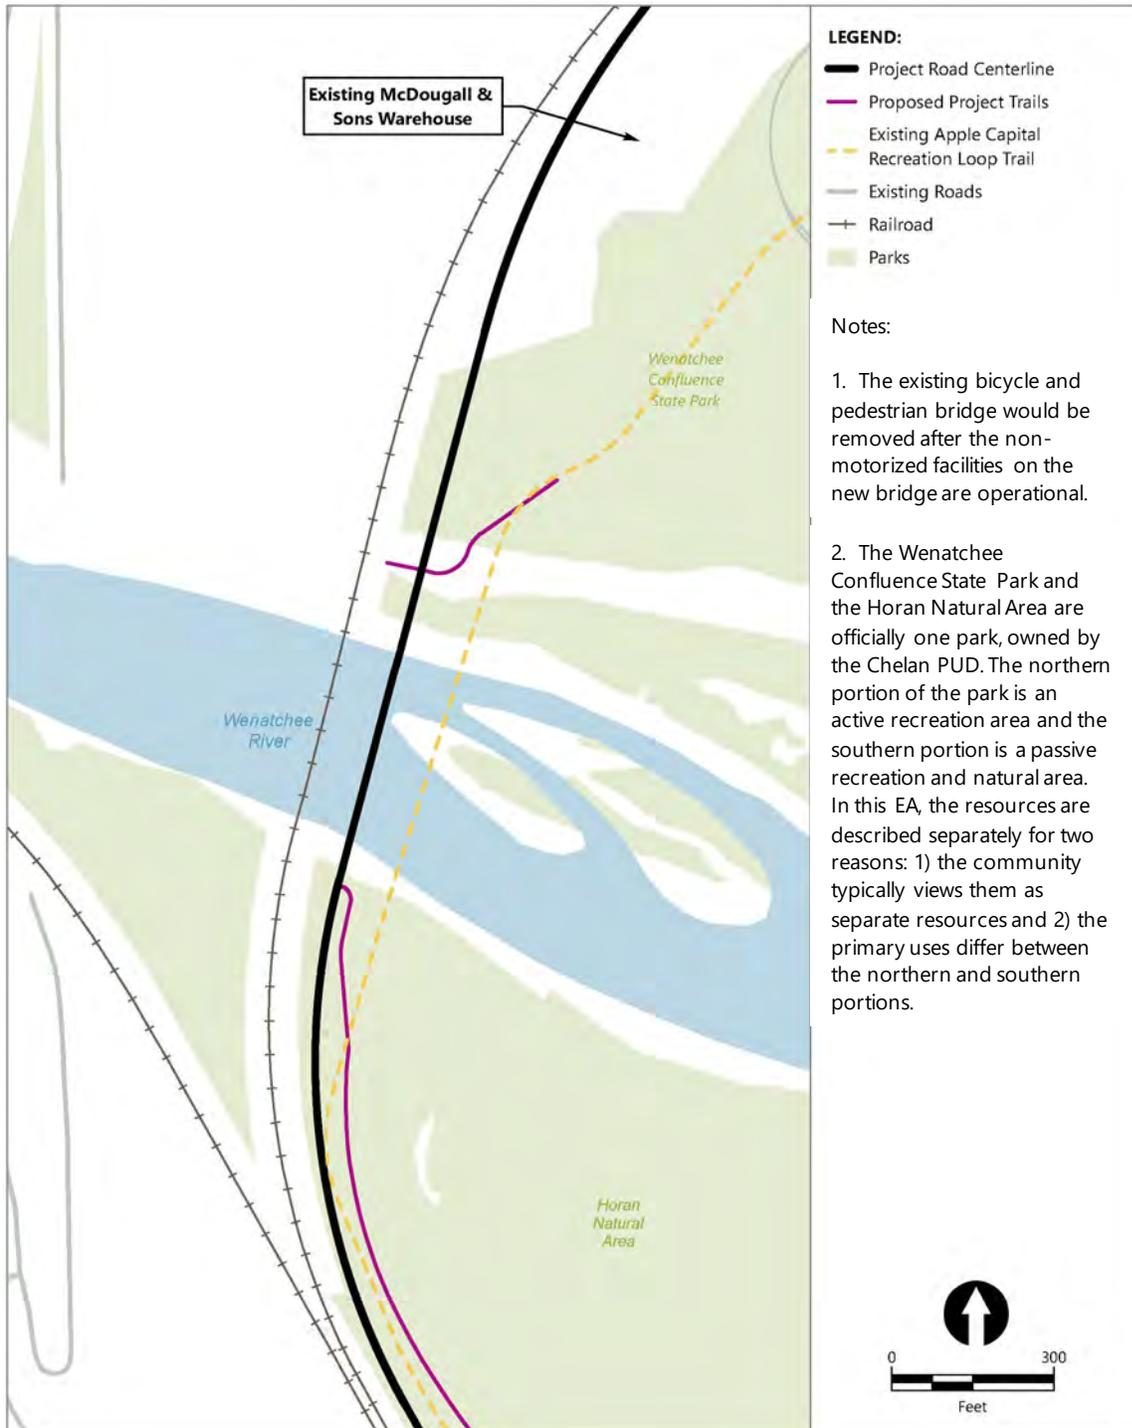 Existing McDougall &
Sons Warehouse
Wenatchee
Confluence
State Park
Wenatchee
River
Horan
Natural
Area
LEGEND:
Project Road Centerline
Proposed Project Trails
Existing Apple Capital
Recreation Loop Trail
Existing Roads
Railroad
Parks
Notes:
1. The existing bicycle and
pedestrian bridge would be
removed after the non-
motorized facilities on the
new bridge are operational.
2. The Wenatchee
Confluence State Park and
the Horan Natural Area are
officially one park, owned by
the Chelan PUD. The northern
portion of the park is an
active recreation area and the
southern portion is a passive
recreation and natural area.
In this EA, the resources are
described separately for two
reasons: 1) the community
typically views them as
separate resources and 2) the
primary uses differ between
the northern and southern
portions.
0 300
Feet